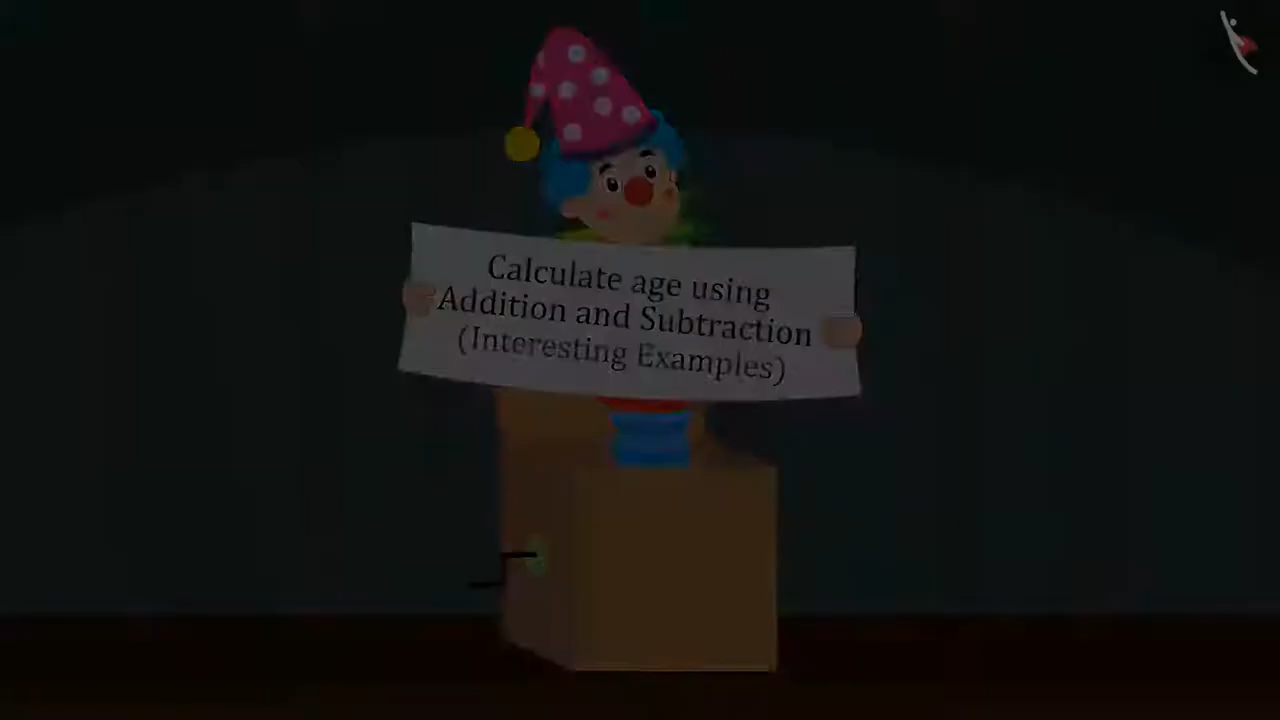 Calculate age using
Addition and Subtraction
(Interesting Examples)